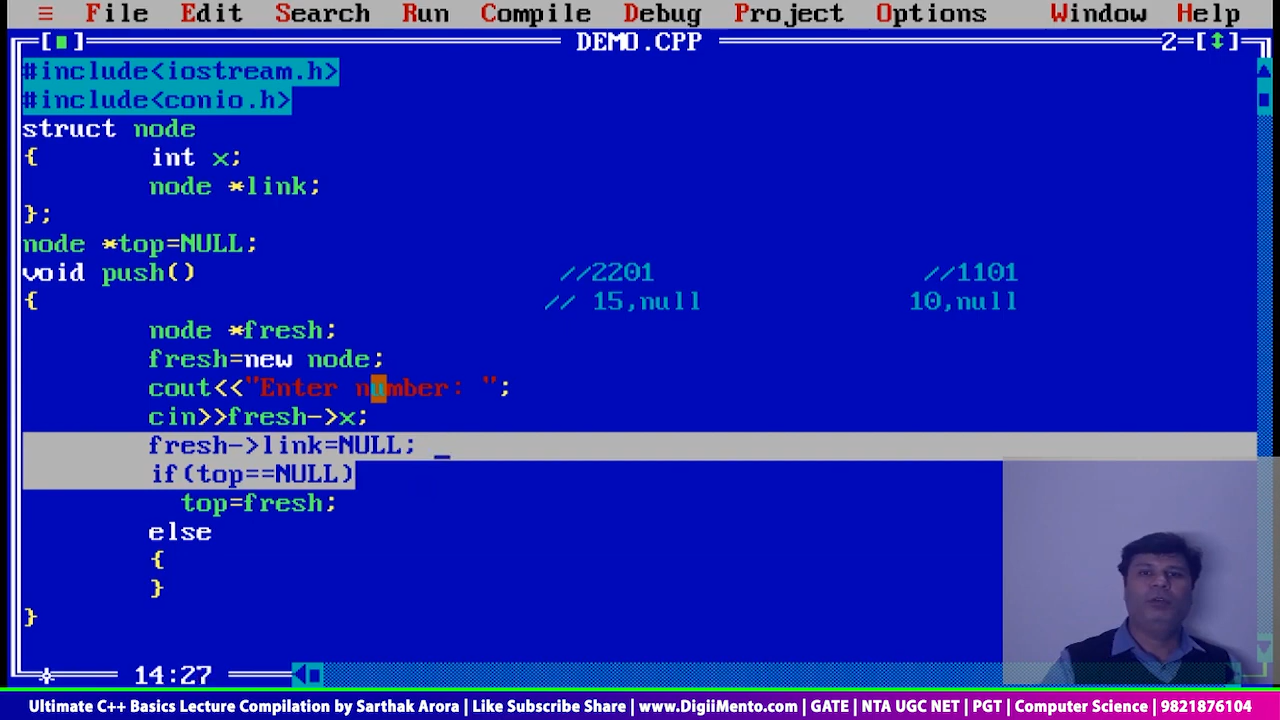 ≡ File Edit Search Run Compile Debug Project Options Window Help
[■] DEMO.CPP 2=[↕]
#include<iostream.h>
#include<conio.h>
struct node
{ int x;
node *link;
};
node *top=NULL;
void push() //2201 //1101
{ // 15,null 10,null
node *fresh;
fresh=new node;
cout<<"Enter number: ";
cin>>fresh->x;
fresh->link=NULL; _
if(top==NULL)
top=fresh;
else
{
}
}
14:27
Ultimate C++ Basics Lecture Compilation by Sarthak Arora | Like Subscribe Share | www.DigiiMento.com | GATE | NTA UGC NET | PGT | Computer Science | 9821876104